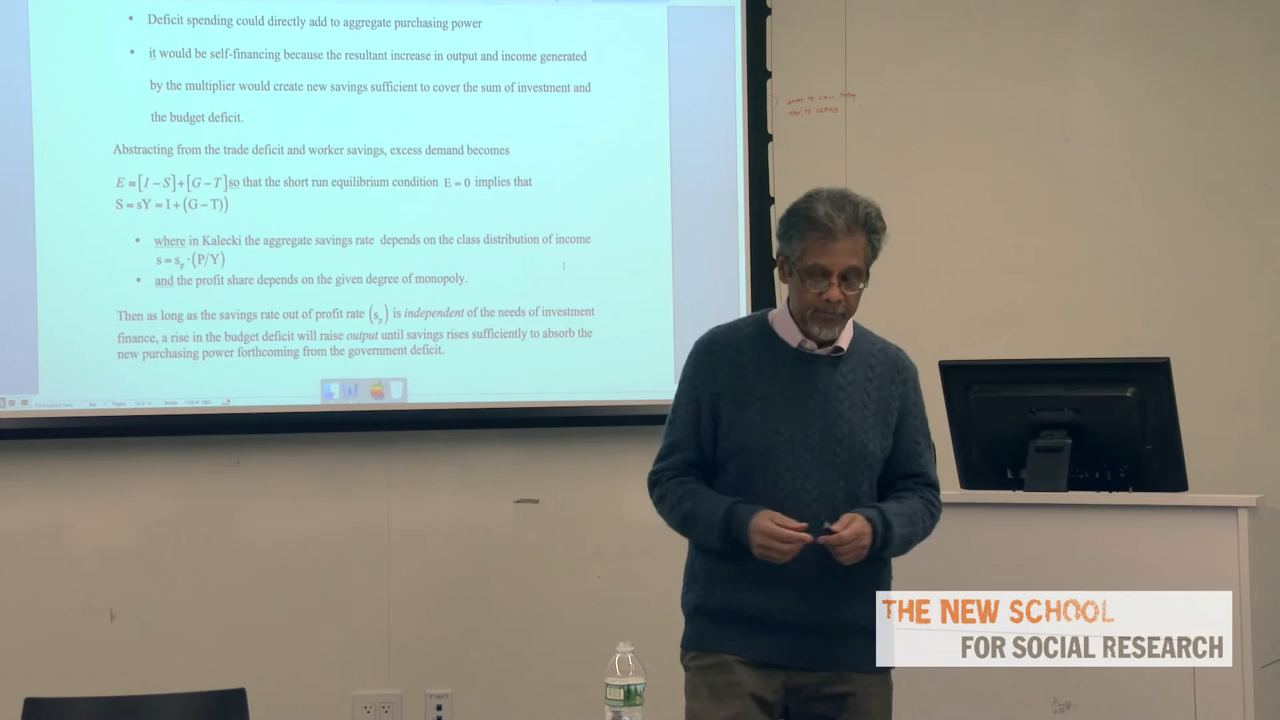 • Deficit spending could directly add to aggregate purchasing power
• it would be self-financing because the resultant increase in output and income generated
by the multiplier would create new savings sufficient to cover the sum of investment and
the budget deficit.
Abstracting from the trade deficit and worker savings, excess demand becomes
E = [I − S] + [G − T] so that the short run equilibrium condition E = 0 implies that
S = sY = I + (G − T))
• where in Kalecki the aggregate savings rate depends on the class distribution of income
s = sₚ · (P/Y)
• and the profit share depends on the given degree of monopoly.
Then as long as the savings rate out of profit rate (sₚ) is independent of the needs of investment
finance, a rise in the budget deficit will raise output until savings rises sufficiently to absorb the
new purchasing power forthcoming from the government deficit.
THE NEW SCHOOL
FOR SOCIAL RESEARCH